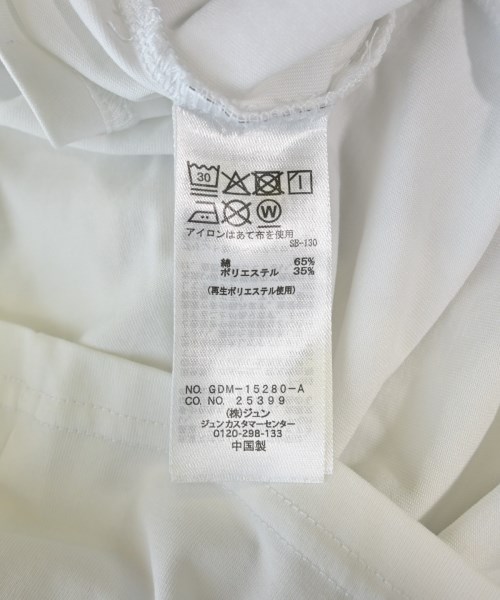 30
W
アイロンはあて布を使用
SB-130
綿 65%
ポリエステル 35%
(再生ポリエステル使用)
NO. GDM-15280-A
CO. NO. 25399
(株)ジュン
ジュンカスタマーセンター
0120-298-133
中国製